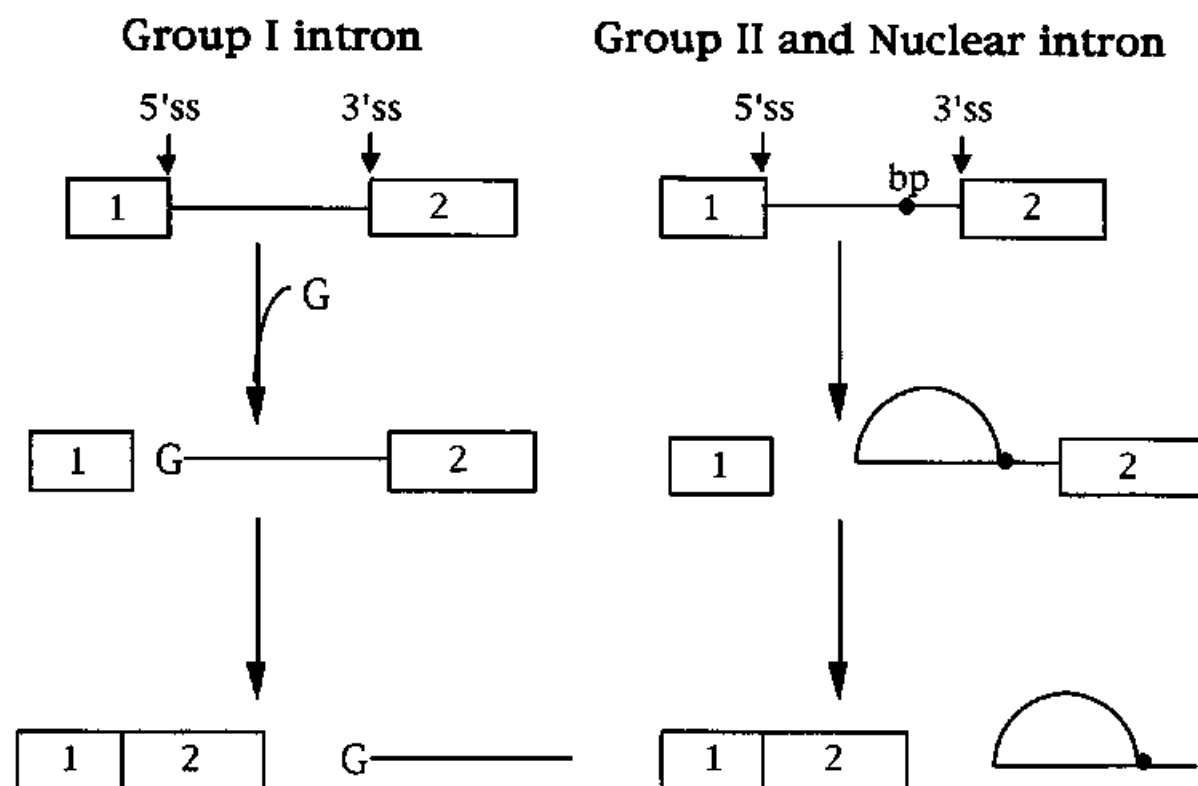 Group I intron
5'ss 3'ss
1 2
G
1 G 2
1 2 G
Group II and Nuclear intron
5'ss 3'ss
bp
1 2
1 2
1 2